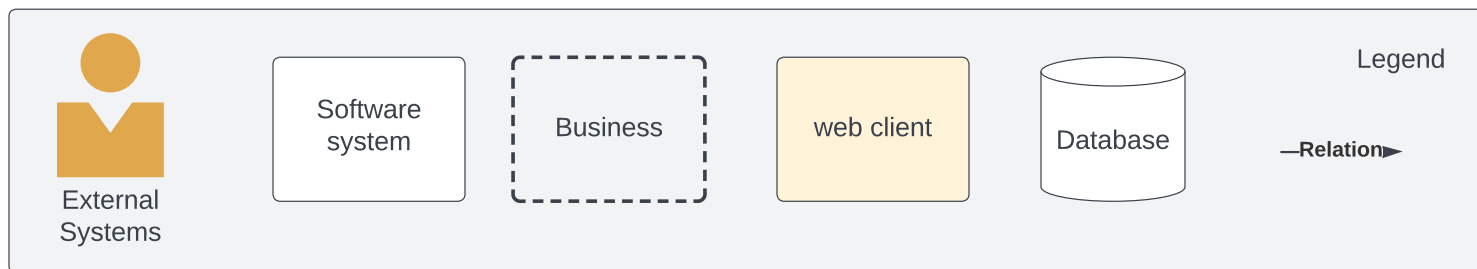 Legend
Software
system
Business
web client
Database
Relation
External
Systems